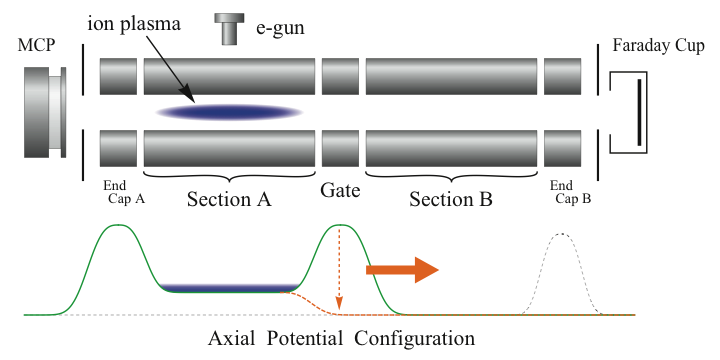 ion plasma
e-gun
MCP
Faraday Cup
End
Cap A
Section A
Gate
Section B
End
Cap B
Axial Potential Configuration